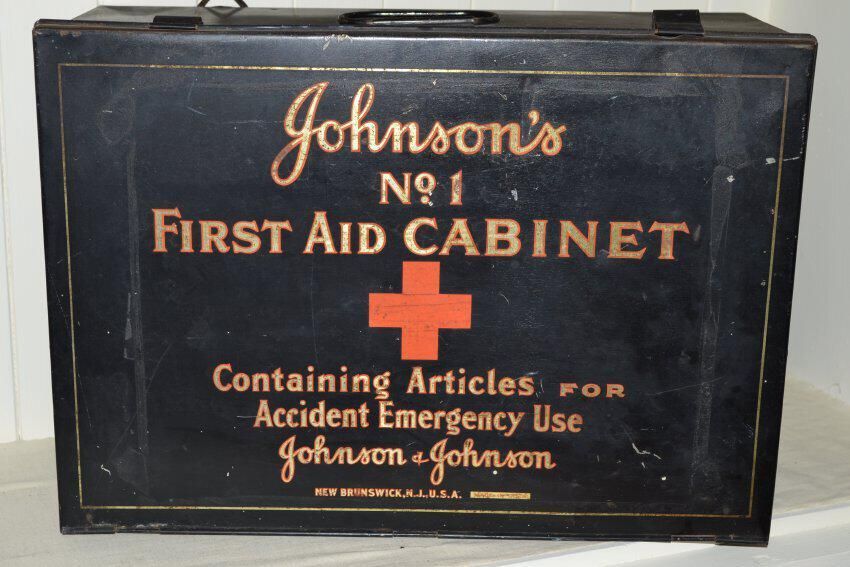 Johnson's
No 1
FIRST AID CABINET
Containing Articles FOR
Accident Emergency Use
Johnson & Johnson
NEW BRUNSWICK, N.J., U.S.A.